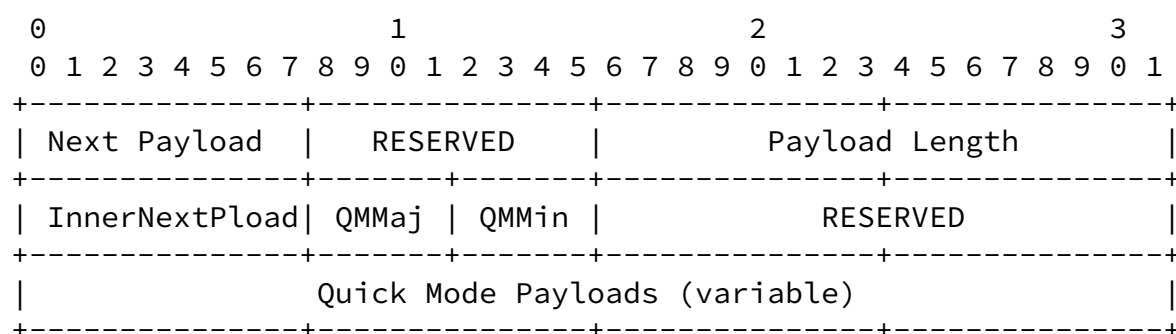 0                   1                   2                   3
0 1 2 3 4 5 6 7 8 9 0 1 2 3 4 5 6 7 8 9 0 1 2 3 4 5 6 7 8 9 0 1
+---------------+---------------+---------------+---------------+
| Next Payload  |   RESERVED    |         Payload Length        |
+---------------+-------+-------+---------------+---------------+
| InnerNextPload| QMMaj | QMMin |            RESERVED           |
+---------------+-------+-------+---------------+---------------+
|                Quick Mode Payloads (variable)                 |
+---------------+---------------+---------------+---------------+